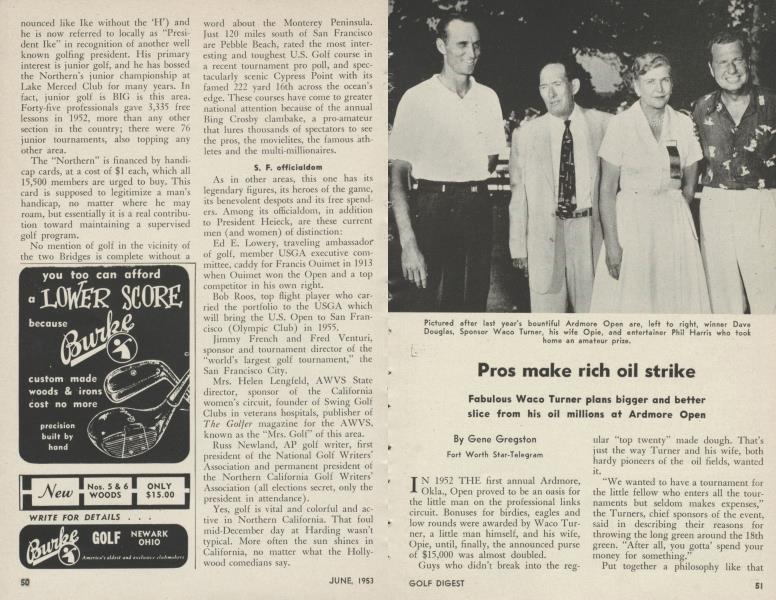 nounced like Ike without the 'H') and
he is now referred to locally as "Presi-
dent Ike" in recognition of another well
known golfing president. His primary
interest is junior golf, and he has bossed
the Northern's junior championship at
Lake Merced Club for many years. In
fact, junior golf is BIG is this area.
Forty-five professionals gave 3,335 free
lessons in 1952, more than any other
section in the country; there were 76
junior tournaments, also topping any
other area.
The "Northern" is financed by handi-
cap cards, at a cost of $1 each, which all
15,500 members are urged to buy. This
card is supposed to legitimize a man's
handicap, no matter where he may
roam, but essentially it is a real contribu-
tion toward maintaining a supervised
golf program.
No mention of golf in the vicinity of
the two Bridges is complete without a
you too can afford
a LOWER SCORE
because
Burke
custom made
woods & irons
cost no more
precision
built by
hand
New
Nos. 5 & 6
WOODS
ONLY
$15.00
WRITE FOR DETAILS . . .
Burke
GOLF
NEWARK
OHIO
America's oldest and exclusive clubmakers
50
word about the Monterey Peninsula.
Just 120 miles south of San Francisco
are Pebble Beach, rated the most inter-
esting and toughest U.S. Golf course in
a recent tournament pro poll, and spec-
tacularly scenic Cypress Point with its
famed 222 yard 16th across the ocean's
edge. These courses have come to greater
national attention because of the annual
Bing Crosby clambake, a pro-amateur
that lures thousands of spectators to see
the pros, the movielites, the famous ath-
letes and the multi-millionaires.
S. F. officialdom
As in other areas, this one has its
legendary figures, its heroes of the game,
its benevolent despots and its free spend-
ers. Among its officialdom, in addition
to President Heieck, are these current
men (and women) of distinction:
Ed E. Lowery, traveling ambassador
of golf, member USGA executive com-
mittee, caddy for Francis Ouimet in 1913
when Ouimet won the Open and a top
competitor in his own right.
Bob Roos, top flight player who car-
ried the portfolio to the USGA which
will bring the U.S. Open to San Fran-
cisco (Olympic Club) in 1955.
Jimmy French and Fred Venturi,
sponsor and tournament director of the
"world's largest golf tournament," the
San Francisco City.
Mrs. Helen Lengfeld, AWVS State
director, sponsor of the California
women's circuit, founder of Swing Golf
Clubs in veterans hospitals, publisher of
The Golfer magazine for the AWVS,
known as the "Mrs. Golf" of this area.
Russ Newland, AP golf writer, first
president of the National Golf Writers'
Association and permanent president of
the Northern California Golf Writers'
Association (all elections secret, only the
president in attendance).
Yes, golf is vital and colorful and ac-
tive in Northern California. That foul
mid-December day at Harding wasn't
typical. More often the sun shines in
California, no matter what the Holly-
wood comedians say.
JUNE, 1953
Pictured after last year's bountiful Ardmore Open are, left to right, winner Dave
Douglas, Sponsor Waco Turner, his wife Opie, and entertainer Phil Harris who took
home an amateur prize.
Pros make rich oil strike
Fabulous Waco Turner plans bigger and better
slice from his oil millions at Ardmore Open
By Gene Gregston
Fort Worth Star-Telegram
IN 1952 THE first annual Ardmore,
Okla., Open proved to be an oasis for
the little man on the professional links
circuit. Bonuses for birdies, eagles and
low rounds were awarded by Waco Tur-
ner, a little man himself, and his wife,
Opie, until, finally, the announced purse
of $15,000 was almost doubled.
Guys who didn't break into the reg-
ular "top twenty" made dough. That's
just the way Turner and his wife, both
hardy pioneers of the oil fields, wanted
it.
"We wanted to have a tournament for
the little fellow who enters all the tour-
naments but seldom makes expenses,"
the Turners, chief sponsors of the event,
said in describing their reasons for
throwing the long green around the 18th
green. "After all, you gotta' spend your
money for something."
Put together a philosophy like that
GOLF DIGEST
51